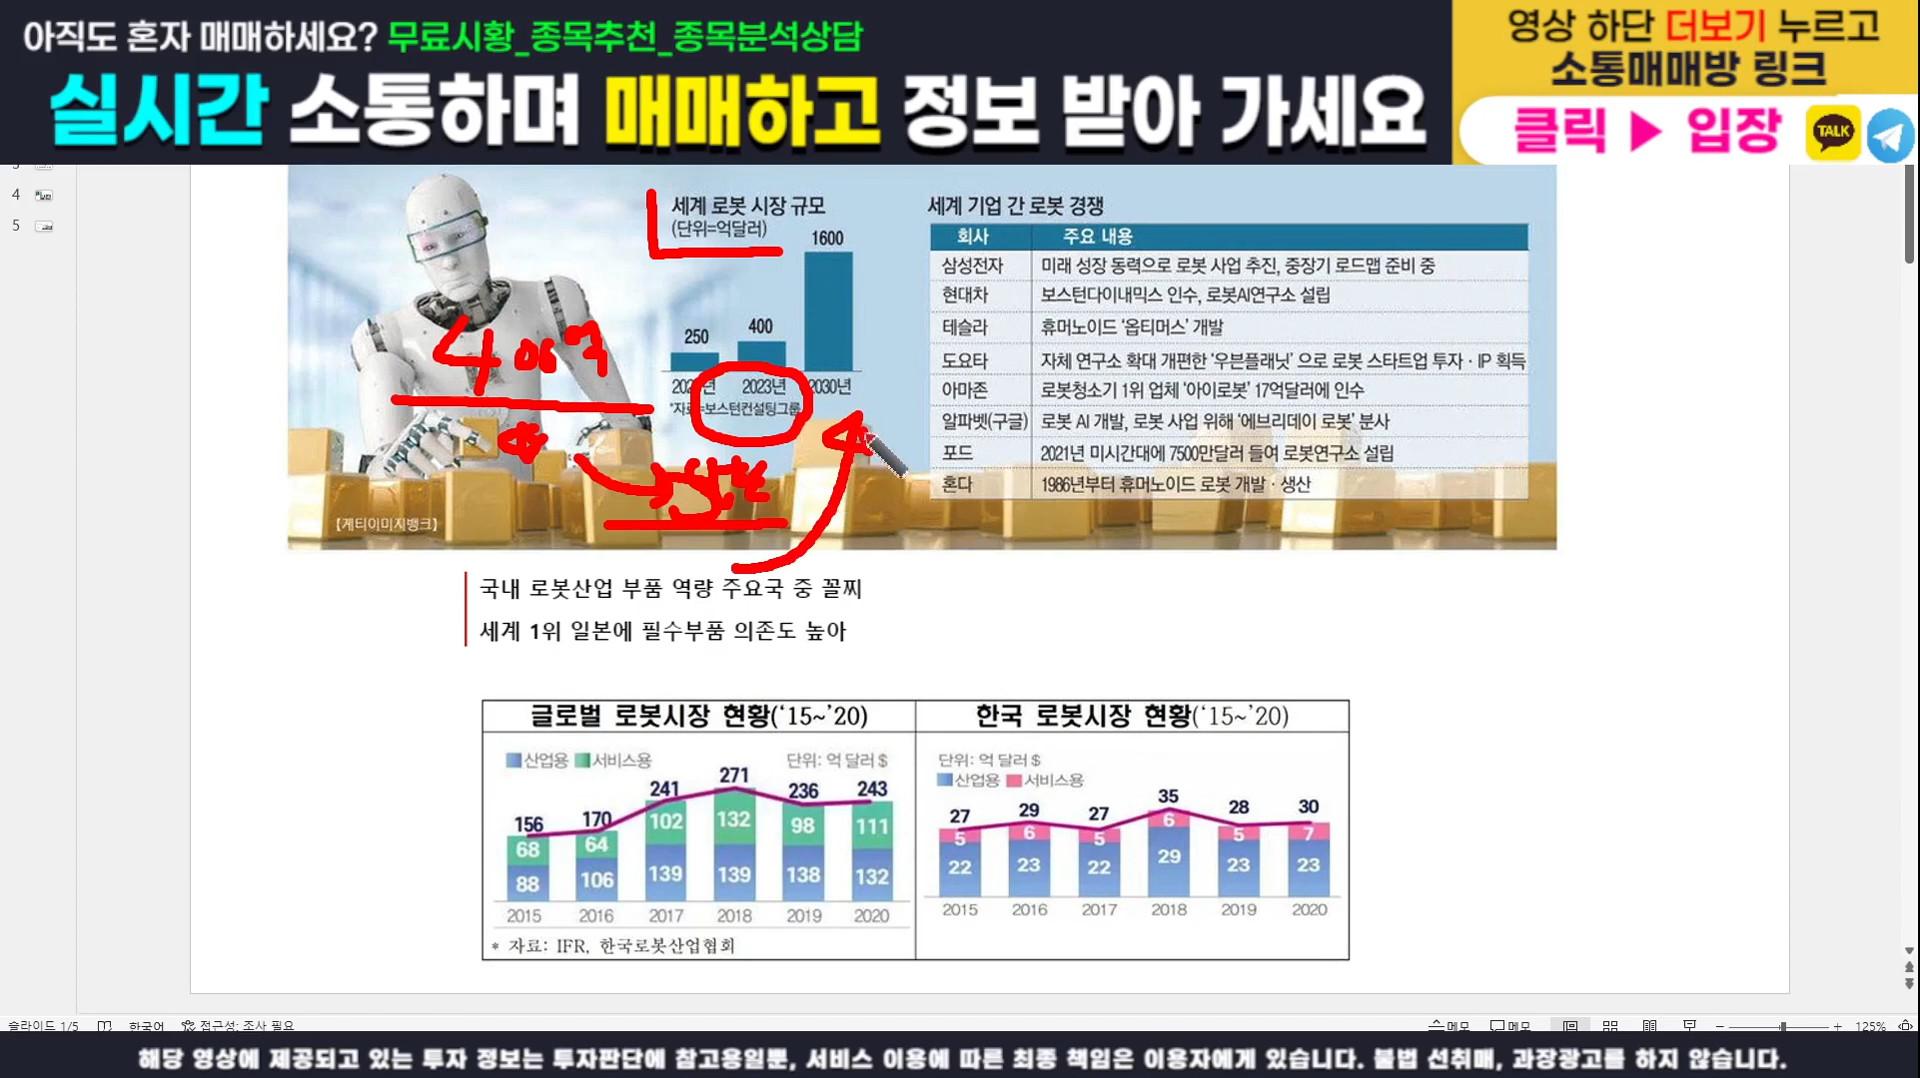 아직도 혼자 매매하세요? 무료시황_종목추천_종목분석상담
실시간 소통하며 매매하고 정보 받아 가세요
영상 하단 더보기 누르고
소통매매방 링크
클릭 ▶ 입장
TALK
4
5
세계 로봇 시장 규모
(단위=억달러)
250
400
1600
2023년
2030년
보스턴컨설팅그룹
【게티이미지뱅크】
세계 기업 간 로봇 경쟁
회사 주요 내용
삼성전자 미래 성장 동력으로 로봇 사업 추진, 중장기 로드맵 준비 중
현대차 보스턴다이내믹스 인수, 로봇AI연구소 설립
테슬라 휴머노이드 ‘옵티머스’ 개발
도요타 자체 연구소 확대 개편한 ‘우븐플래닛’ 으로 로봇 스타트업 투자·IP 획득
아마존 로봇청소기 1위 업체 ‘아이로봇’ 17억달러에 인수
알파벳(구글) 로봇 AI 개발, 로봇 사업 위해 ‘에브리데이 로봇’ 분사
포드 2021년 미시간대에 7500만달러 들여 로봇연구소 설립
혼다 1986년부터 휴머노이드 로봇 개발·생산
국내 로봇산업 부품 역량 주요국 중 꼴찌
세계 1위 일본에 필수부품 의존도 높아
글로벌 로봇시장 현황(‘15~’20)
산업용 서비스용 단위: 억 달러 $
156 170 241 271 236 243
68 64 102 132 98 111
88 106 139 139 138 132
2015 2016 2017 2018 2019 2020
* 자료: IFR, 한국로봇산업협회
한국 로봇시장 현황(‘15~’20)
단위: 억 달러 $
산업용 서비스용
27 29 27 35 28 30
5 6 5 6 5 7
22 23 22 29 23 23
2015 2016 2017 2018 2019 2020
슬라이드 1/5 한국어 접근성: 조사 필요 메모 메모 125%
해당 영상에 제공되고 있는 투자 정보는 투자판단에 참고용일뿐, 서비스 이용에 따른 최종 책임은 이용자에게 있습니다. 불법 선취매, 과장광고를 하지 않습니다.